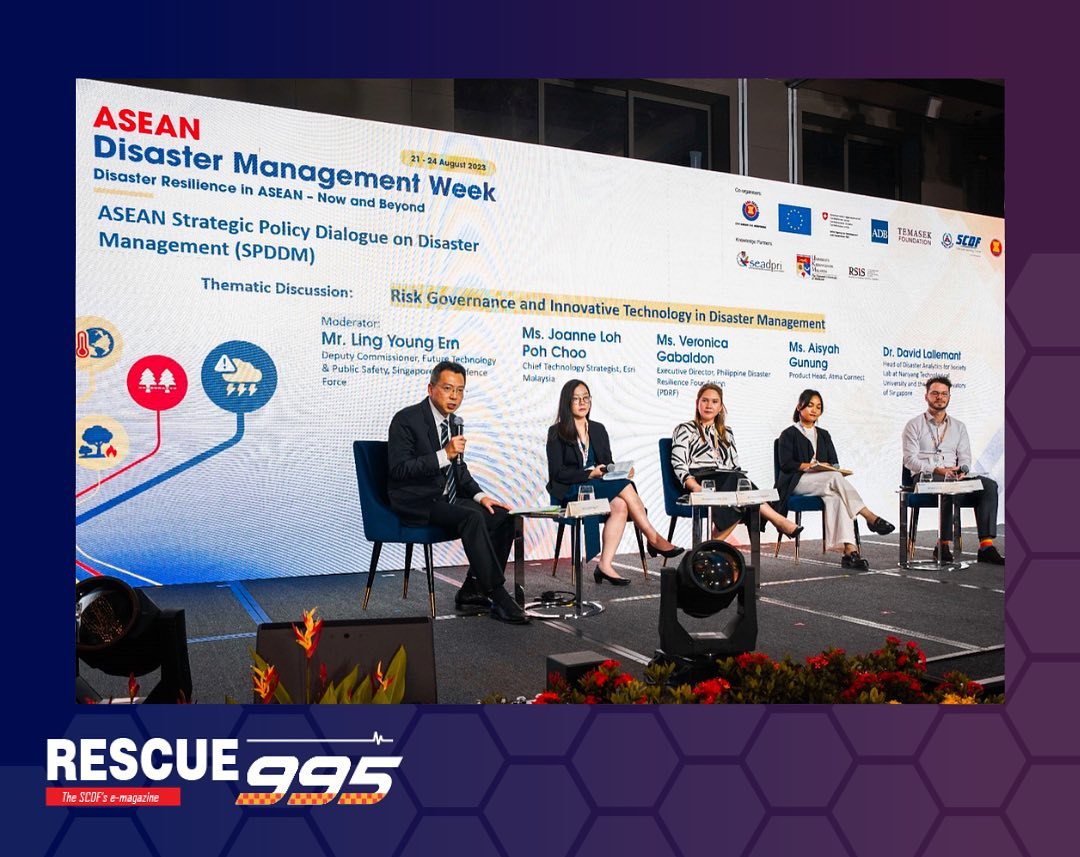 ASEAN
Disaster Management Week
21 - 24 August 2023
Disaster Resilience in ASEAN – Now and Beyond
ASEAN Strategic Policy Dialogue on Disaster
Management (SPDDM)
Thematic Discussion:
Risk Governance and Innovative Technology in Disaster Management
Co-organisers:
ADB
TEMASEK
FOUNDATION
SCDF
Knowledge Partners
seadpri
RSIS
Moderator:
Mr. Ling Young Ern
Deputy Commissioner, Future Technology
& Public Safety, Singapore
Force
Ms. Joanne Loh
Poh Choo
Chief Technology Strategist, Esri
Malaysia
Ms. Veronica
Gabaldon
Executive Director, Philippine Disaster
Resilience Foundation
(PDRF)
Ms. Aisyah
Gunung
Product Head, Atma Connect
Dr. David Lallemant
Head of Disaster Analytics for Society
Lab at Nanyang
University and the
of Singapore
RESCUE 995
The SCDF's e-magazine